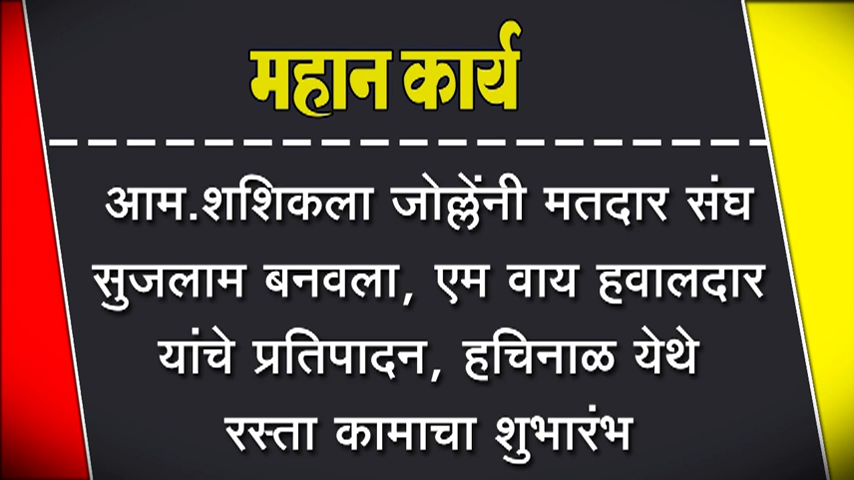 महान कार्य
आम.शशिकला जोल्लेंनी मतदार संघ
सुजलाम बनवला, एम वाय हवालदार
यांचे प्रतिपादन, हचिनाळ येथे
रस्ता कामाचा शुभारंभ